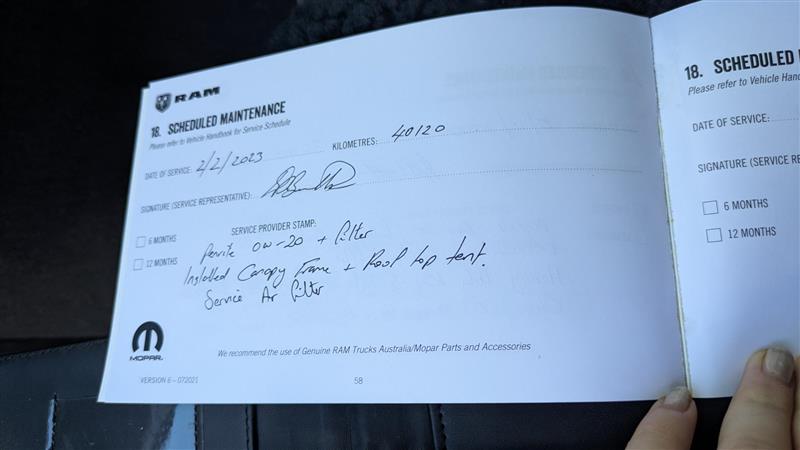 RAM
18. SCHEDULED MAINTENANCE
Please refer to Vehicle Handbook for Service Schedule
DATE OF SERVICE: 2/2/2023 KILOMETRES: 40120
SIGNATURE (SERVICE REPRESENTATIVE):
6 MONTHS
12 MONTHS
SERVICE PROVIDER STAMP:
Penrite 0w-20 + filter
Installed Canopy Frame + Roof top tent.
Service Air filter
MOPAR
We recommend the use of Genuine RAM Trucks Australia/Mopar Parts and Accessories
VERSION 6 – 072021
58
18. SCHEDULED
Please refer to Vehicle
DATE OF SERVICE:
SIGNATURE (SERVICE
6 MONTHS
12 MONTHS